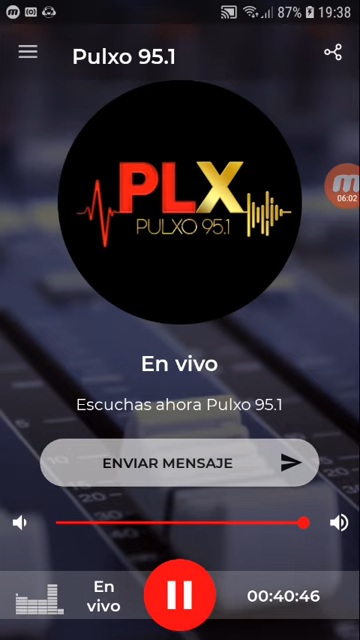 87% 19:38
Pulxo 95.1
06:02
PLX
PULXO 95.1
En vivo
Escuchas ahora Pulxo 95.1
ENVIAR MENSAJE
En
vivo
00:40:46